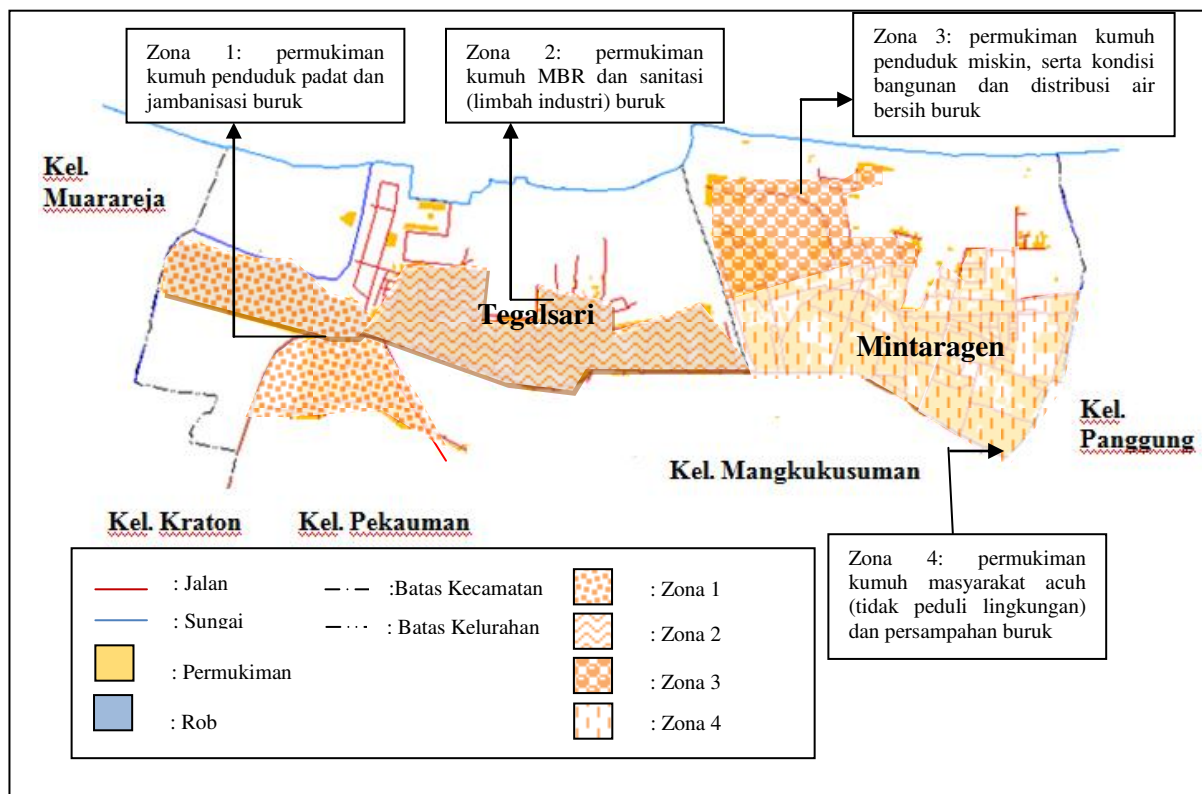 Zona 1: permukiman
kumuh penduduk padat dan
jambanisasi buruk
Zona 2: permukiman
kumuh MBR dan sanitasi
(limbah industri) buruk
Zona 3: permukiman kumuh
penduduk miskin, serta kondisi
bangunan dan distribusi air
bersih buruk
Kel.
Muarareja
Tegalsari
Mintaragen
Kel.
Panggung
Kel. Mangkukusuman
Kel. Kraton
Kel. Pekauman
Zona 4: permukiman
kumuh masyarakat acuh
(tidak peduli lingkungan)
dan persampahan buruk
: Jalan
: Sungai
: Permukiman
: Rob
:Batas Kecamatan
: Batas Kelurahan
: Zona 1
: Zona 2
: Zona 3
: Zona 4